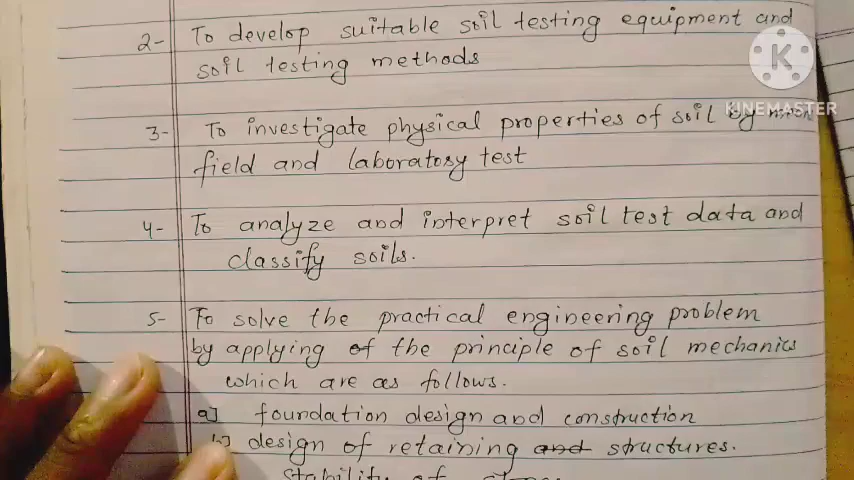 2- To develop suitable soil testing equipment and
soil testing methods
K
KINEMASTER
3- To investigate physical properties of soil by
field and laboratory test
4- To analyze and interpret soil test data and
classify soils.
5- To solve the practical engineering problem
by applying of the principle of soil mechanics
which are as follows.
a] foundation design and construction
b] design of retaining and structures.
stability of